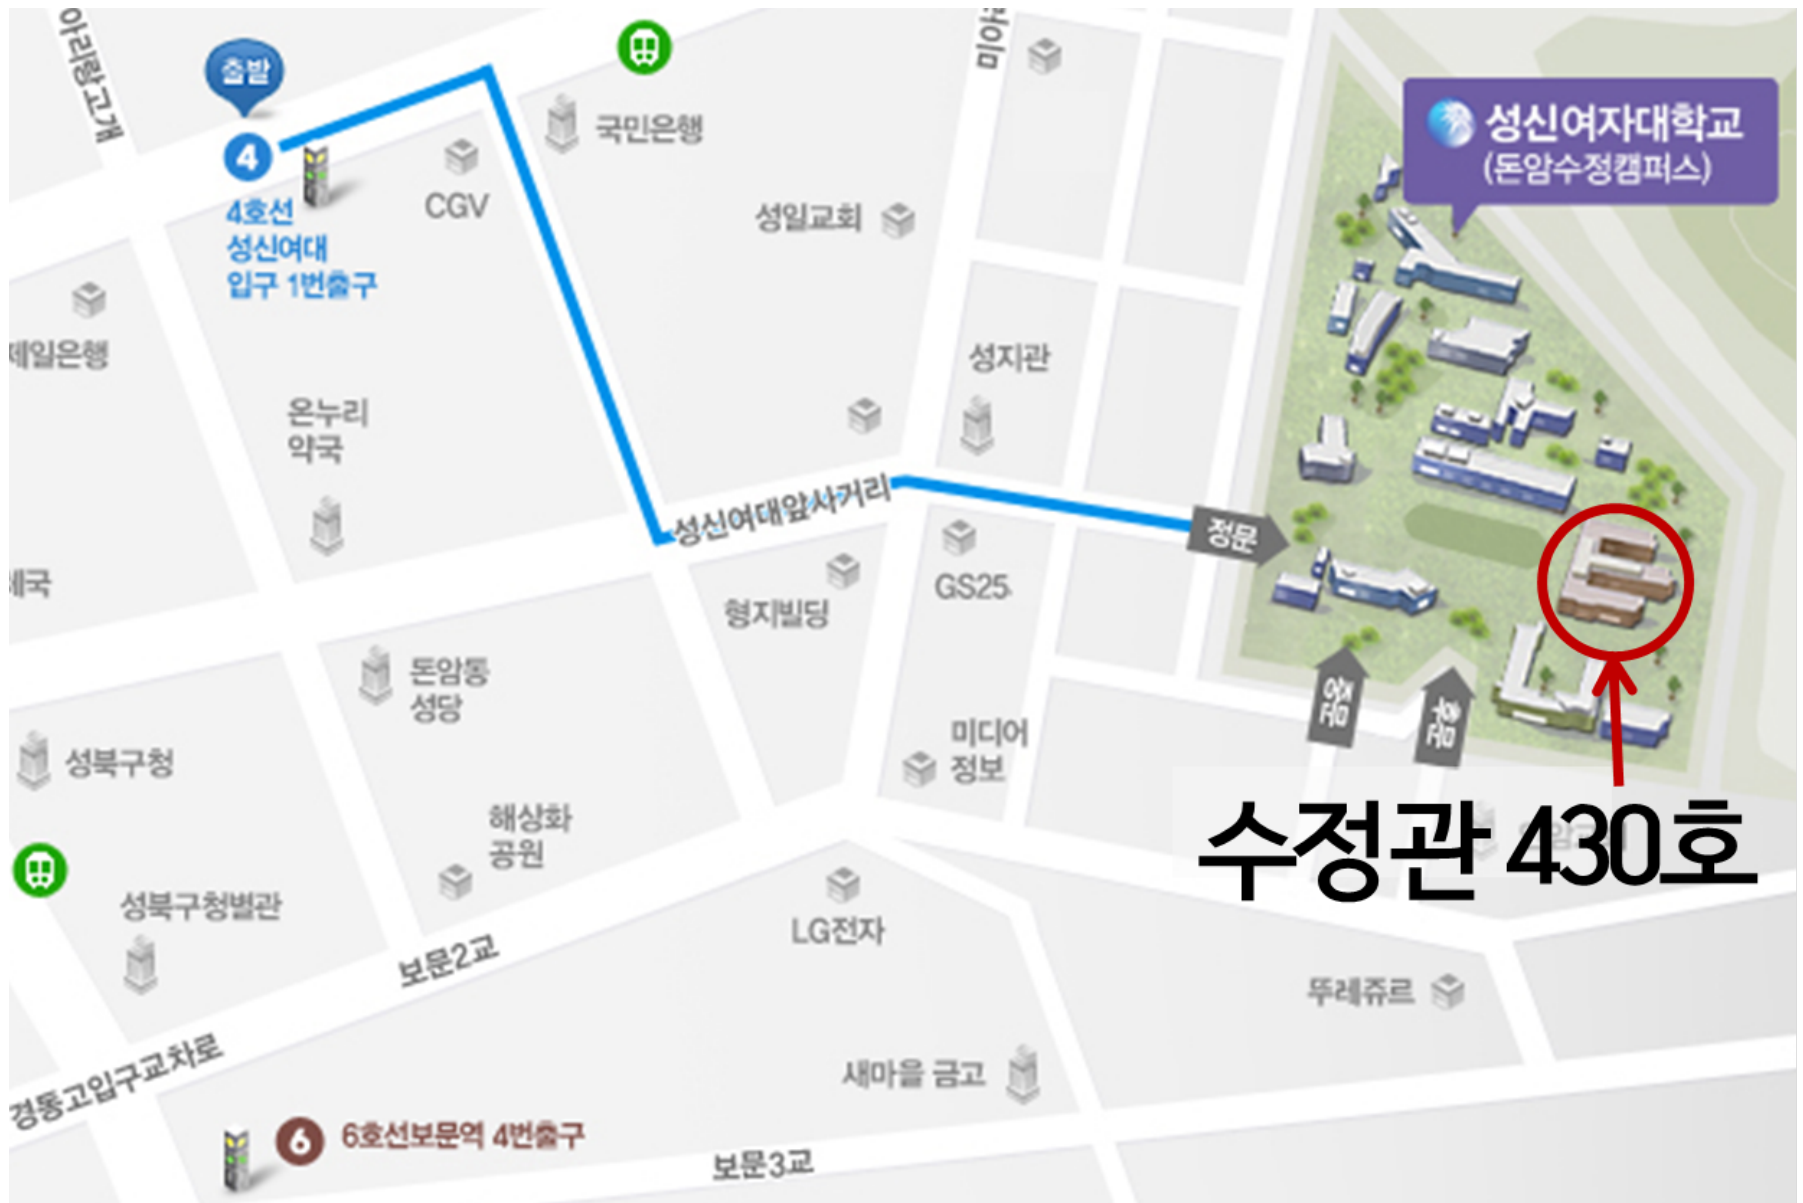 아리랑고개
출발
미아
국민은행
성신여자대학교
(돈암수정캠퍼스)
4
CGV
4호선
성신여대
입구 1번출구
성일교회
제일은행
성지관
온누리
약국
성신여대앞사거리
정문
GS25
형지빌딩
체국
돈암동
성당
중문
후문
미디어
정보
성북구청
수정관 430호
해상화
공원
성북구청별관
LG전자
보문2교
뚜레쥬르
경동고입구교차로
새마을 금고
6
6호선보문역 4번출구
보문3교